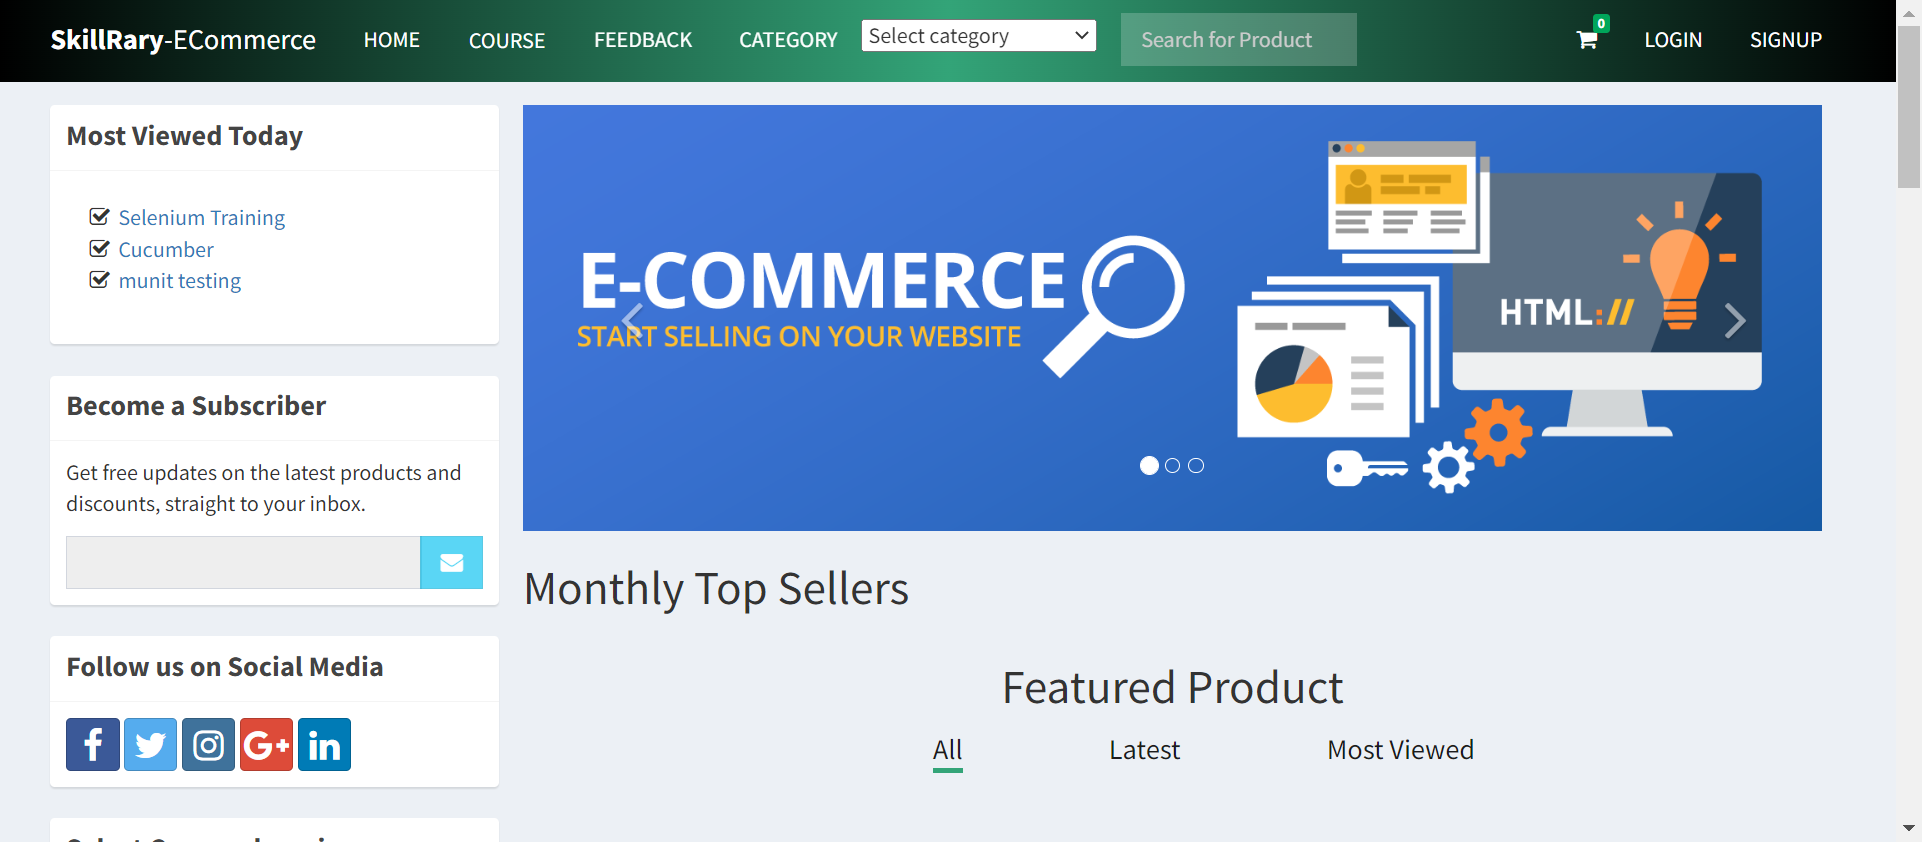 SkillRary-ECommerce HOME COURSE FEEDBACK CATEGORY Select category Search for Product 0 LOGIN SIGNUP
Most Viewed Today
Selenium Training
Cucumber
munit testing
Become a Subscriber
Get free updates on the latest products and
discounts, straight to your inbox.
Follow us on Social Media
G+
in
E-COMMERCE
START SELLING ON YOUR WEBSITE
HTML://
Monthly Top Sellers
Featured Product
All Latest Most Viewed